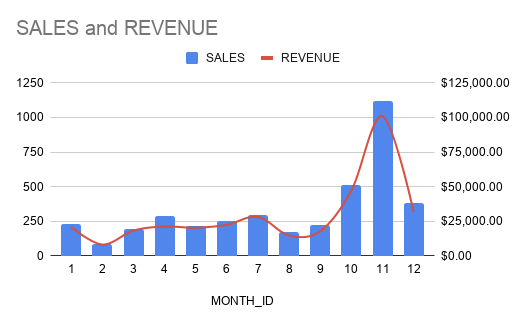 SALES and REVENUE
SALES REVENUE
1250 $125,000.00
1000 $100,000.00
750 $75,000.00
500 $50,000.00
250 $25,000.00
0 $0.00
1 2 3 4 5 6 7 8 9 10 11 12
MONTH_ID